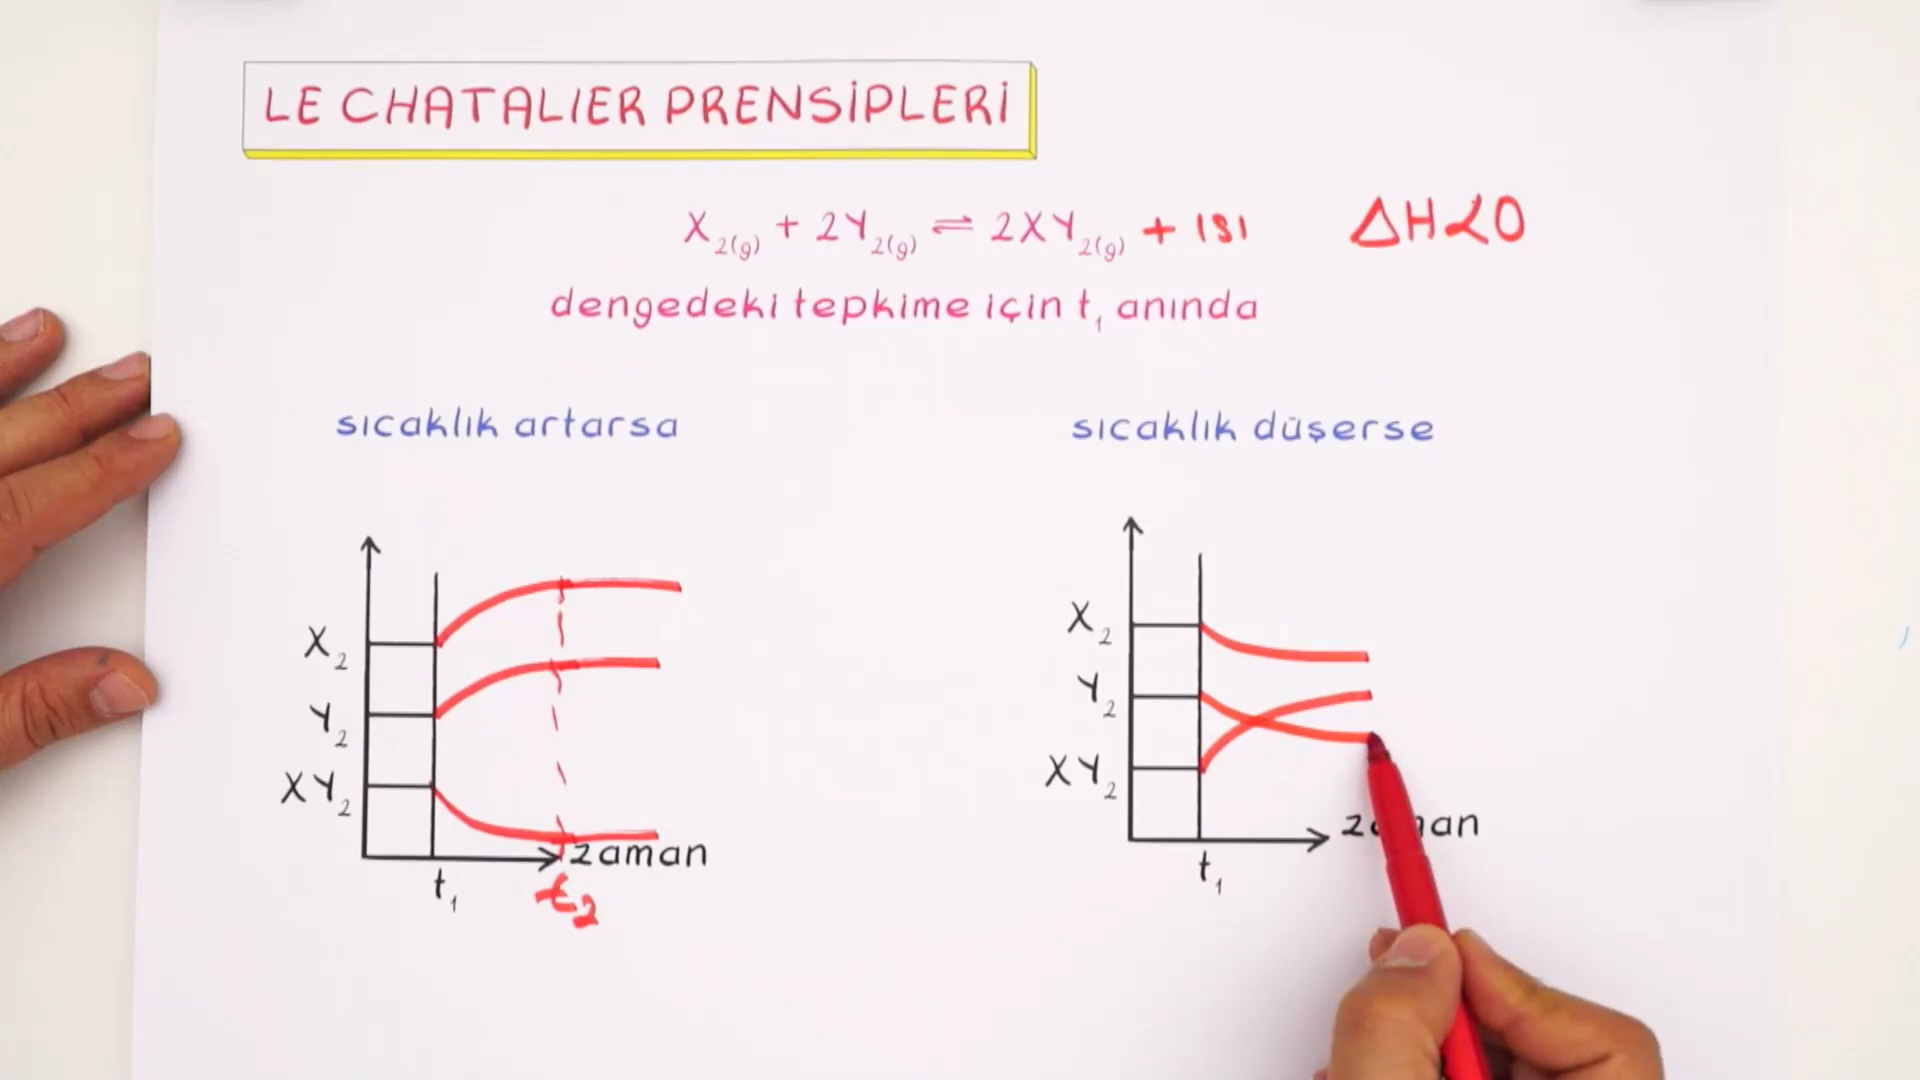 LE CHATALIER PRENSİPLERİ
X₂(g) + 2Y₂(g) ⇌ 2XY₂(g) + ISI ΔH<0
dengedeki tepkime için t₁ anında
sıcaklık artarsa
sıcaklık düşerse
X₂
Y₂
XY₂
zaman
t₁
t₂
X₂
Y₂
XY₂
t₁